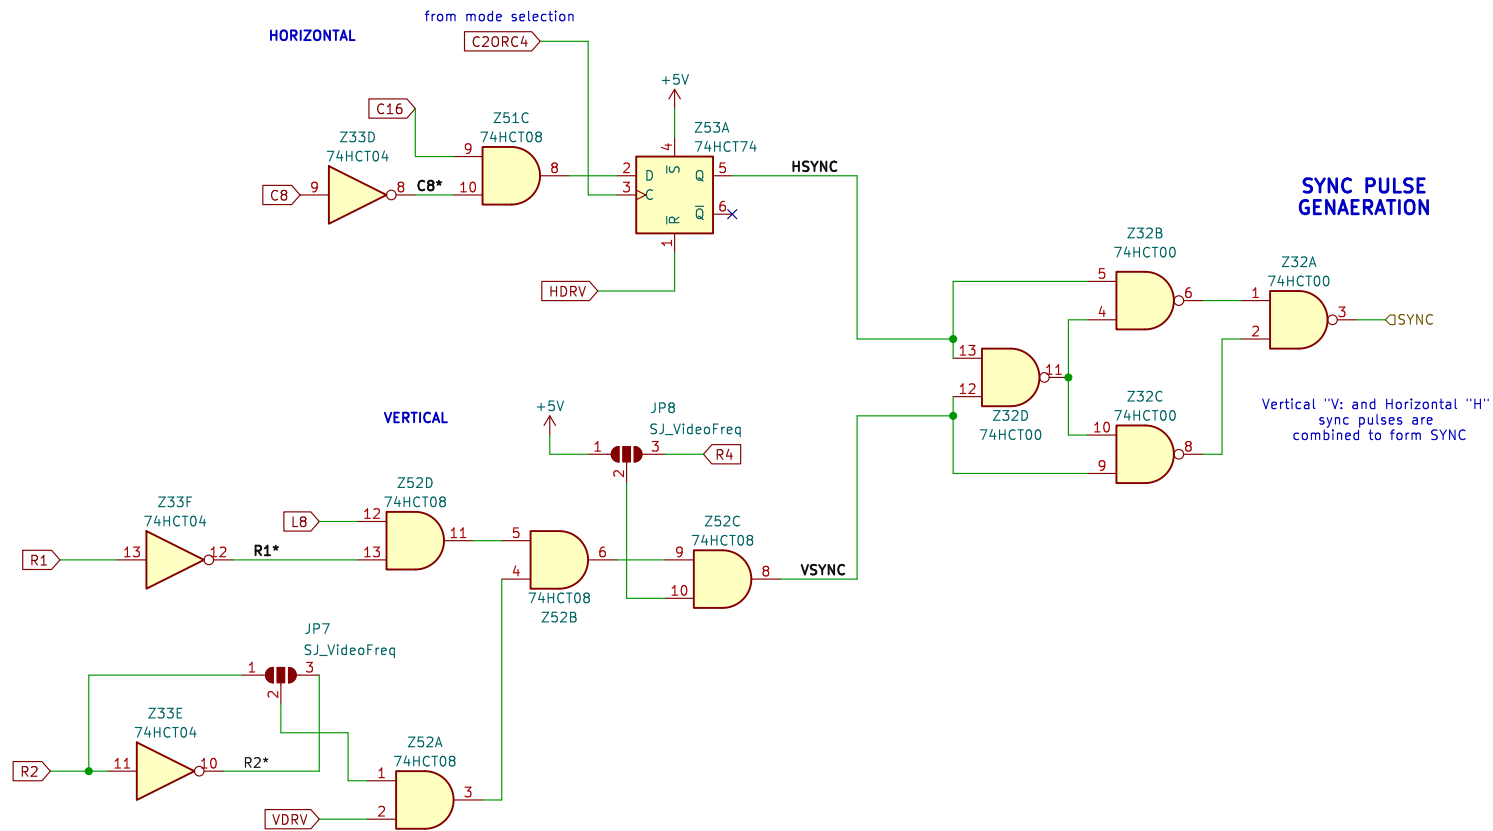 from mode selection
HORIZONTAL
C2ORC4
+5V
C16
Z51C
74HCT08
Z53A
74HCT74
Z33D
74HCT04
9
8
4
S
2
D
Q
5
HSYNC
C8
9
8
C8*
10
3
C
6
Q
R
1
HDRV
SYNC PULSE
GENAERATION
Z32B
74HCT00
5
6
4
Z32A
74HCT00
1
3
SYNC
2
13
11
12
Z32D
74HCT00
Z32C
74HCT00
10
8
9
Vertical "V: and Horizontal "H"
sync pulses are
combined to form SYNC
VERTICAL
+5V
JP8
SJ_VideoFreq
1
3
R4
2
Z52D
74HCT08
Z33F
74HCT04
L8
12
11
5
R1
13
12
R1*
13
6
4
74HCT08
Z52B
Z52C
74HCT08
9
8
VSYNC
10
JP7
SJ_VideoFreq
1
3
2
Z33E
74HCT04
R2
11
10
R2*
Z52A
74HCT08
1
3
VDRV
2